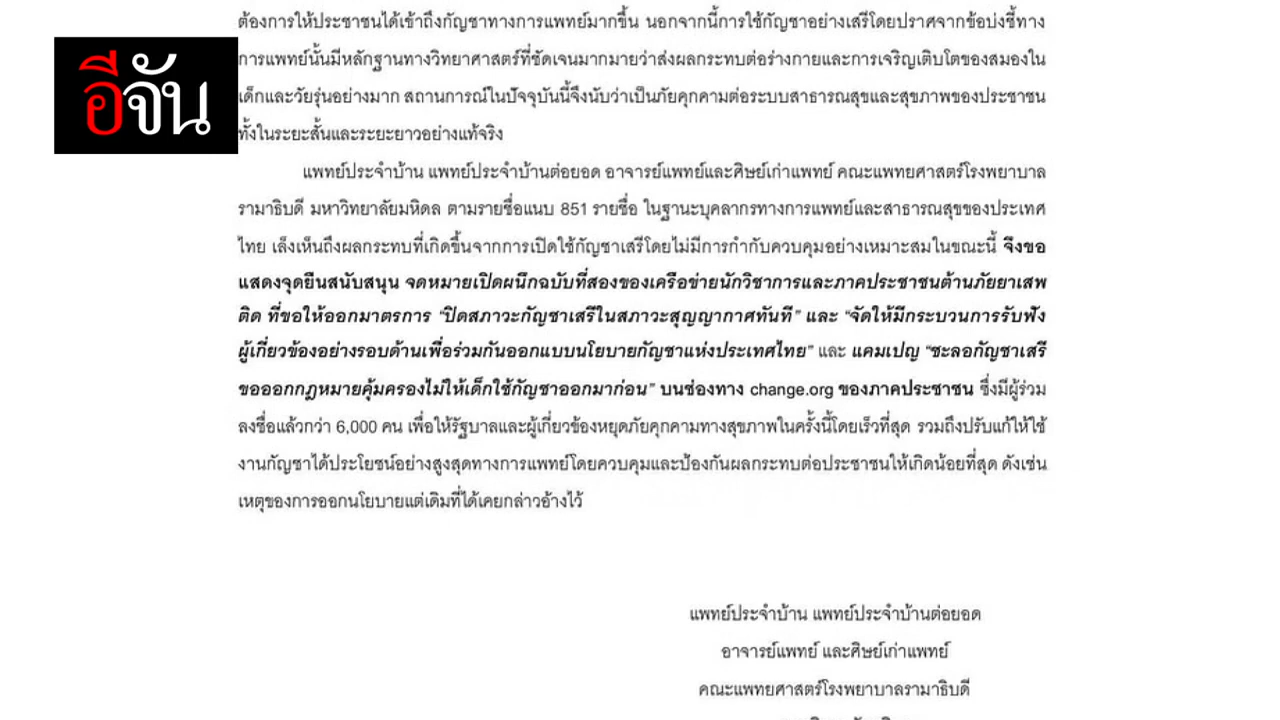 ต้องการให้ประชาชนได้เข้าถึงกัญชาทางการแพทย์มากขึ้น นอกจากนี้การใช้กัญชาอย่างเสรีโดยปราศจากข้อบ่งชี้ทาง
อีจัน
การแพทย์นั้นมีหลักฐานทางวิทยาศาสตร์ที่ชัดเจนมากมายว่าส่งผลกระทบต่อร่างกายและการเจริญเติบโตของสมองใน
เด็กและวัยรุ่นอย่างมาก สถานการณ์ในปัจจุบันนี้จึงนับว่าเป็นภัยคุกคามต่อระบบสาธารณสุขและสุขภาพของประชาชน
ทั้งในระยะสั้นและระยะยาวอย่างแท้จริง
แพทย์ประจำบ้าน แพทย์ประจำบ้านต่อยอด อาจารย์แพทย์และศิษย์เก่าแพทย์ คณะแพทยศาสตร์โรงพยาบาล
รามาธิบดี มหาวิทยาลัยมหิดล ตามรายชื่อแนบ 851 รายชื่อ ในฐานะบุคลากรทางการแพทย์และสาธารณสุขของประเทศ
ไทย เล็งเห็นถึงผลกระทบที่เกิดขึ้นจากการเปิดใช้กัญชาเสรีโดยไม่มีการกำกับควบคุมอย่างเหมาะสมในขณะนี้ จึงขอ
แสดงจุดยืนสนับสนุน จดหมายเปิดผนึกฉบับที่สองของเครือข่ายนักวิชาการและภาคประชาชนต้านภัยยาเสพ
ติด ที่ขอให้ออกมาตรการ "ปิดสภาวะกัญชาเสรีในสภาวะสุญญากาศทันที" และ "จัดให้มีกระบวนการรับฟัง
ผู้เกี่ยวข้องอย่างรอบด้านเพื่อร่วมกันออกแบบนโยบายกัญชาแห่งประเทศไทย" และ แคมเปญ "ชะลอกัญชาเสรี
ขอออกกฎหมายคุ้มครองไม่ให้เด็กใช้กัญชาออกมาก่อน" บนช่องทาง change.org ของภาคประชาชน ซึ่งมีผู้ร่วม
ลงชื่อแล้วกว่า 6,000 คน เพื่อให้รัฐบาลและผู้เกี่ยวข้องหยุดภัยคุกคามทางสุขภาพในครั้งนี้โดยเร็วที่สุด รวมถึงปรับแก้ให้ใช้
งานกัญชาได้ประโยชน์อย่างสูงสุดทางการแพทย์โดยควบคุมและป้องกันผลกระทบต่อประชาชนให้เกิดน้อยที่สุด ดังเช่น
เหตุของการออกนโยบายแต่เดิมที่ได้เคยกล่าวอ้างไว้
แพทย์ประจำบ้าน แพทย์ประจำบ้านต่อยอด
อาจารย์แพทย์ และศิษย์เก่าแพทย์
คณะแพทยศาสตร์โรงพยาบาลรามาธิบดี